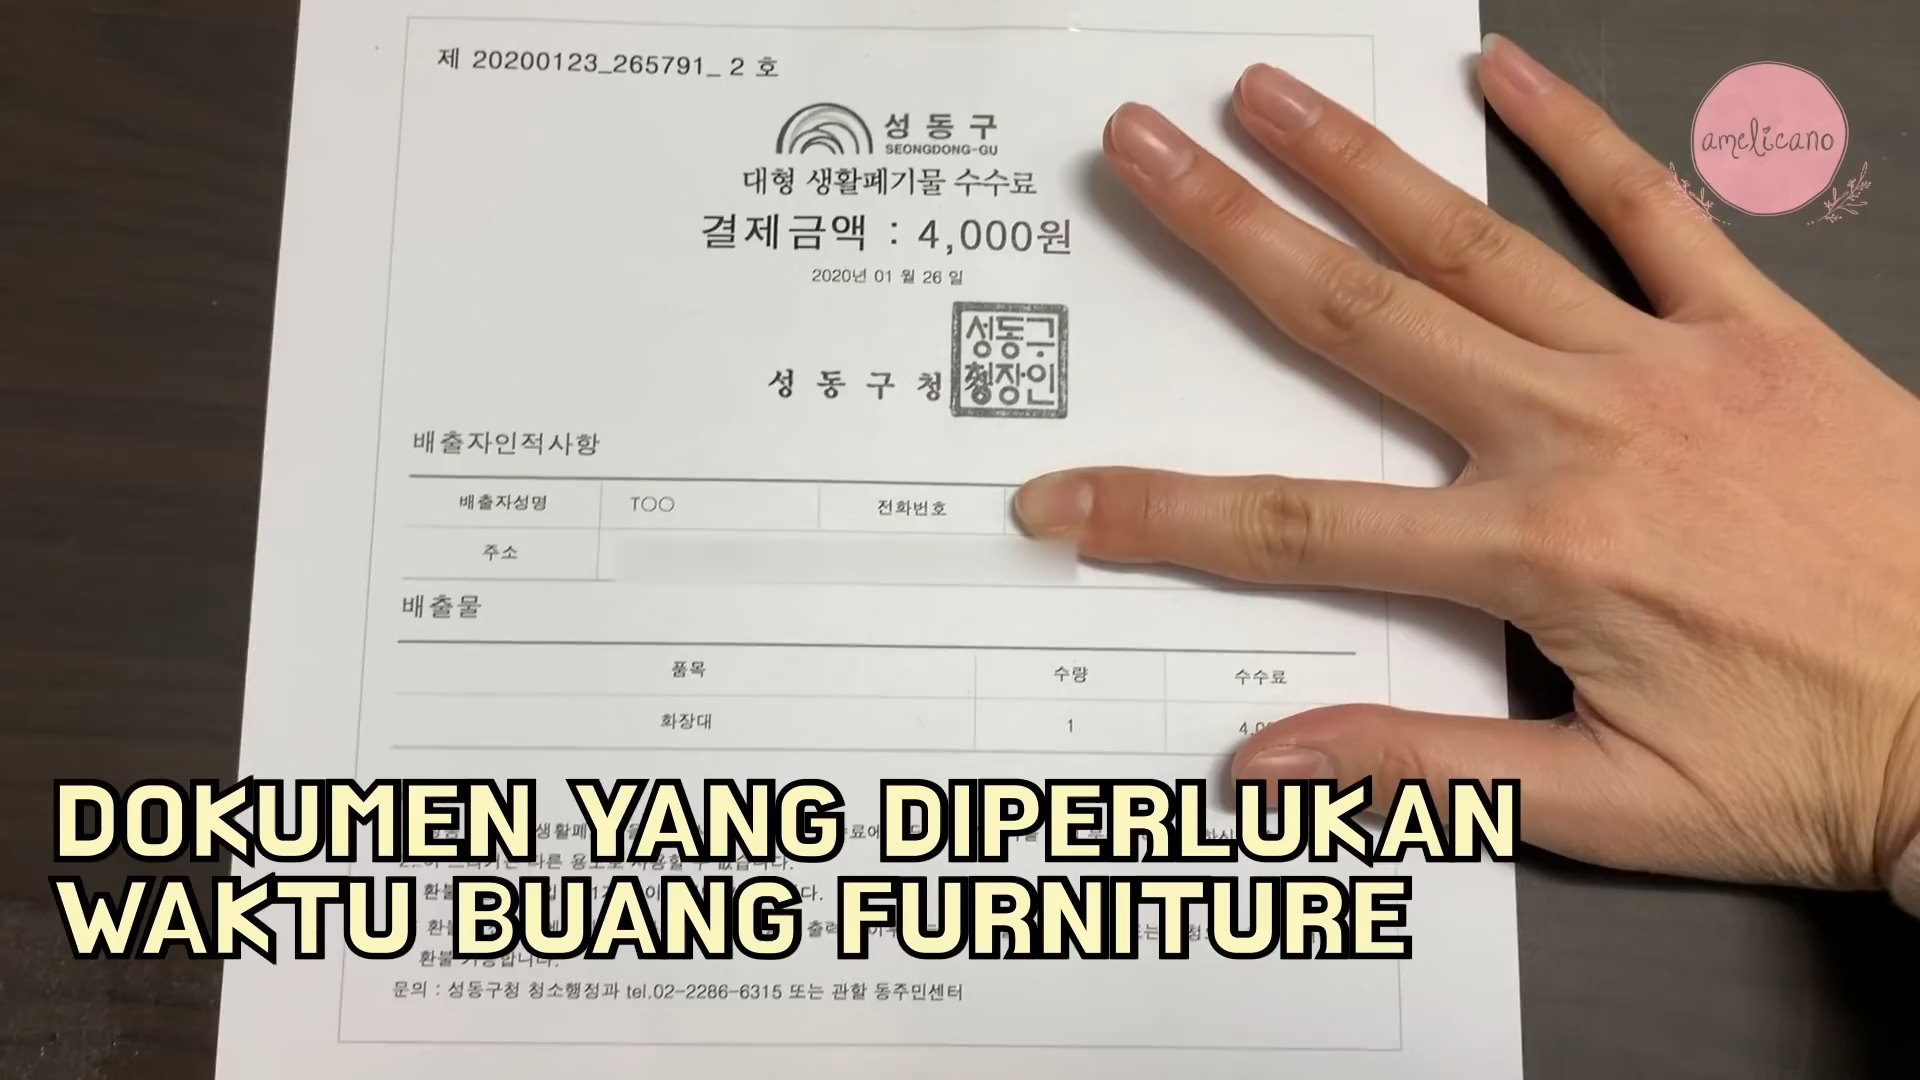 제 20200123_265791_ 2 호
성동구
SEONGDONG-GU
amelicano
대형 생활폐기물 수수료
결제금액 : 4,000원
2020년 01 월 26 일
성 동 구 청
성동구
청장인
배출자인적사항
배출자성명 TOO 전화번호
주소
배출물
품목 수량 수수료
화장대 1
DOKUMEN YANG DIPERLUKAN
WAKTU BUANG FURNITURE
문의 : 성동구청 청소행정과 tel.02-2286-6315 또는 관할 동주민센터